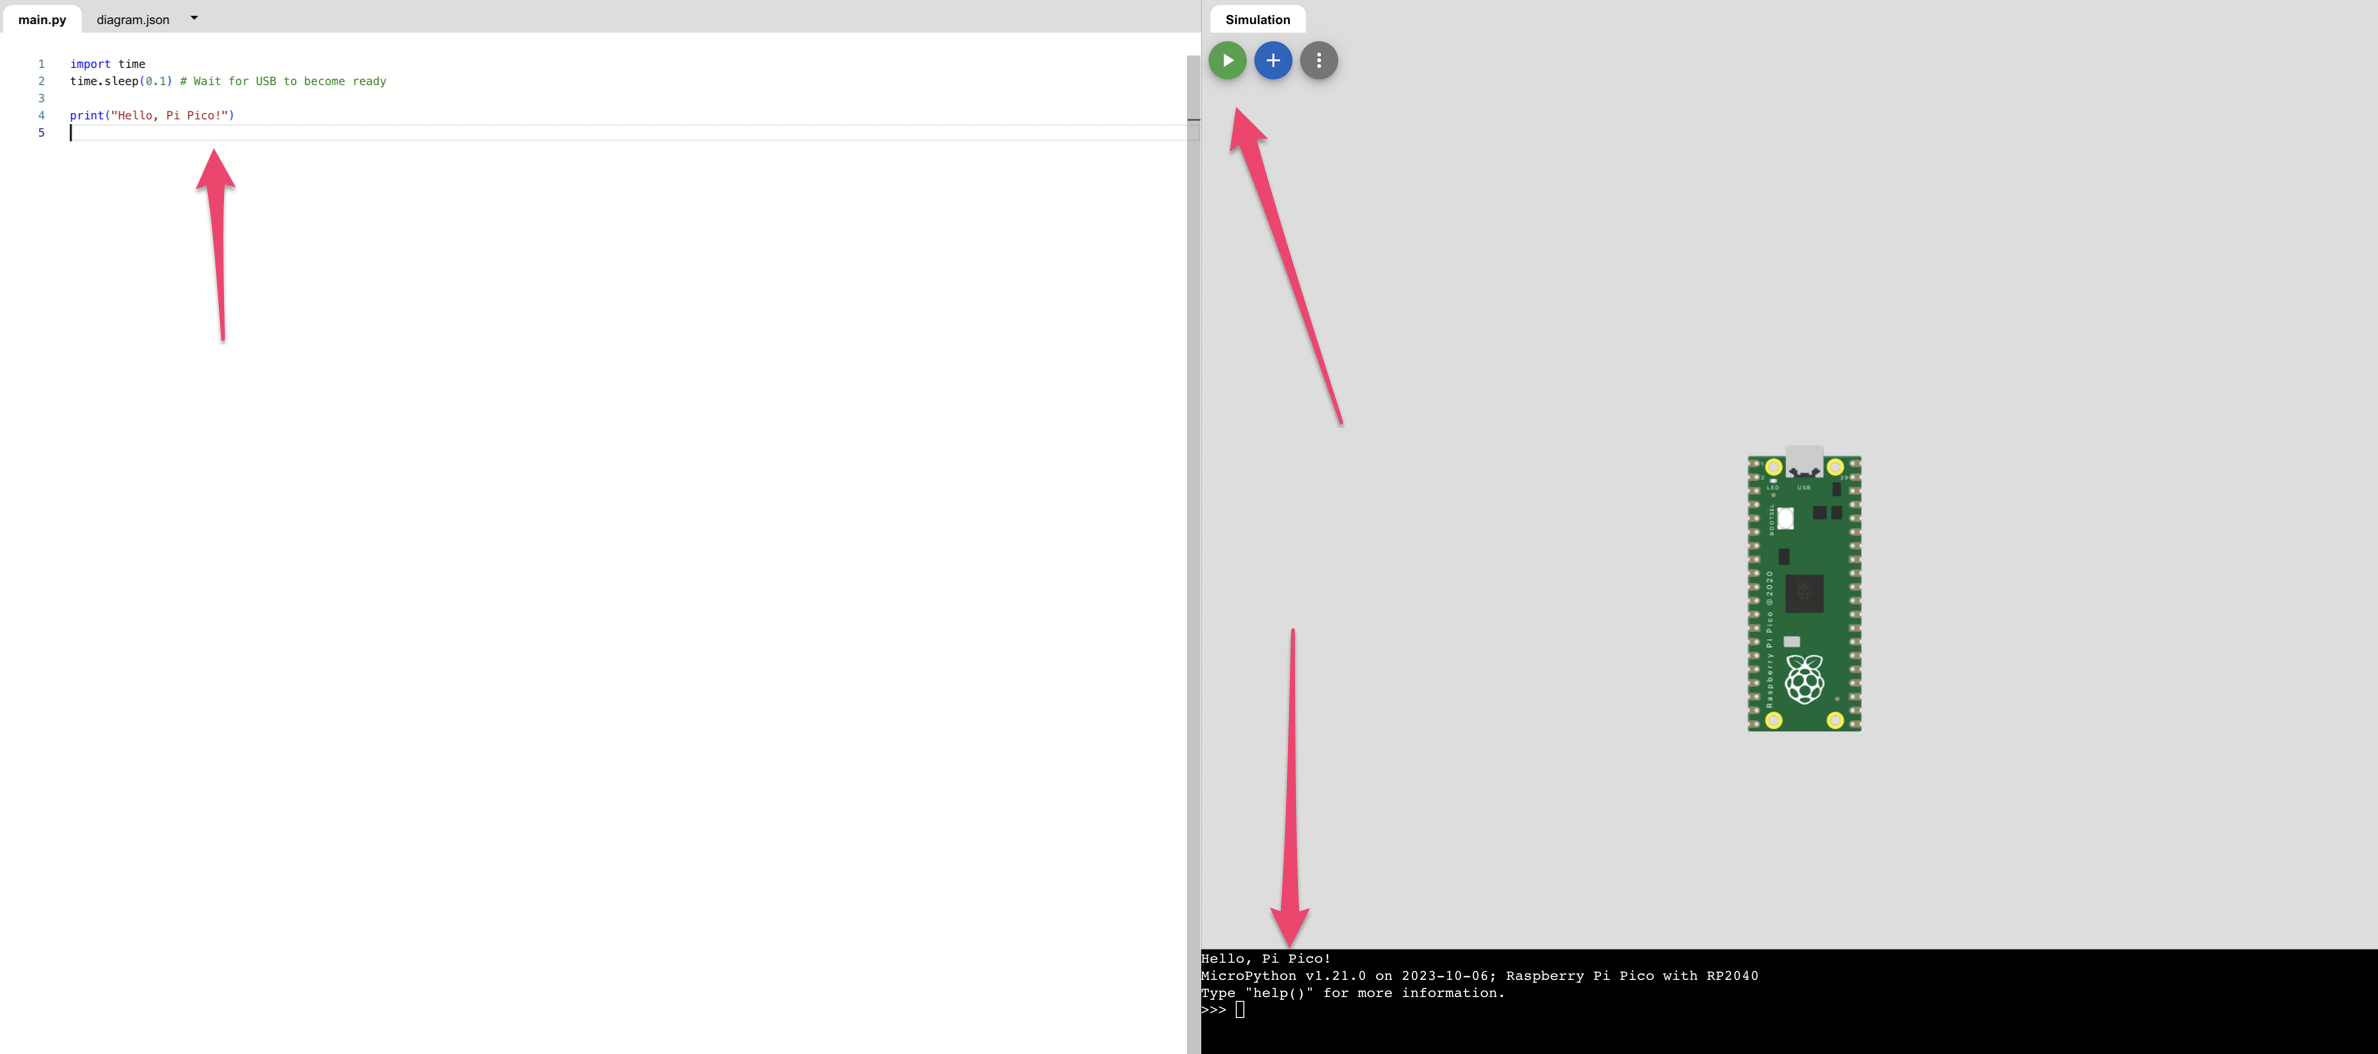 main.py diagram.json
1 import time
2 time.sleep(0.1) # Wait for USB to become ready
3
4 print("Hello, Pi Pico!")
5
Simulation
LED USB
BOOTSEL
Raspberry Pi Pico ©2020
Hello, Pi Pico!
MicroPython v1.21.0 on 2023-10-06; Raspberry Pi Pico with RP2040
Type "help()" for more information.
>>>